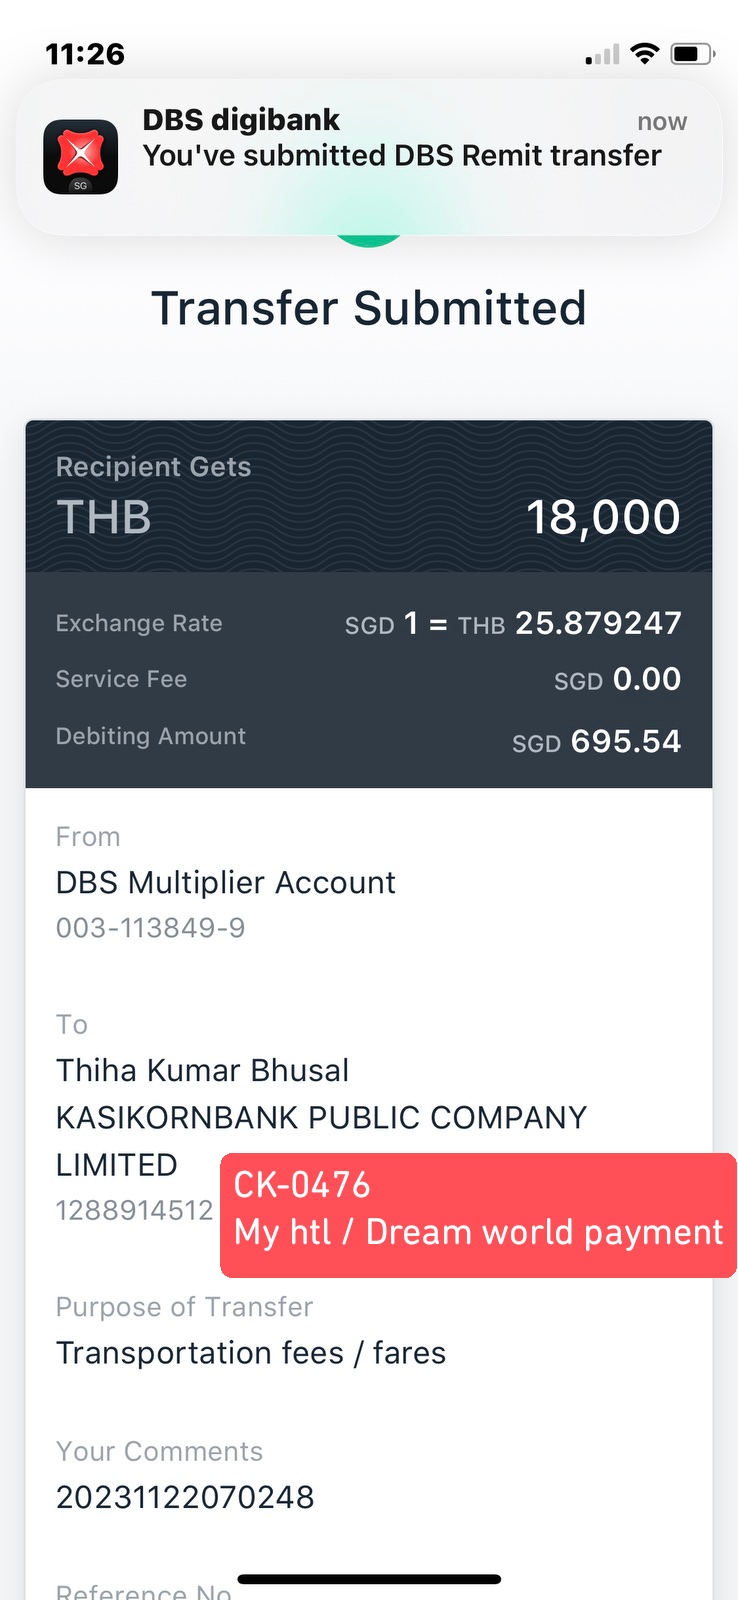 11:26
DBS digibank
now
You've submitted DBS Remit transfer
SG
Transfer Submitted
Recipient Gets
THB 18,000
Exchange Rate SGD 1 = THB 25.879247
Service Fee SGD 0.00
Debiting Amount SGD 695.54
From
DBS Multiplier Account
003-113849-9
To
Thiha Kumar Bhusal
KASIKORNBANK PUBLIC COMPANY
LIMITED
1288914512
CK-0476
My htl / Dream world payment
Purpose of Transfer
Transportation fees / fares
Your Comments
20231122070248
Reference No